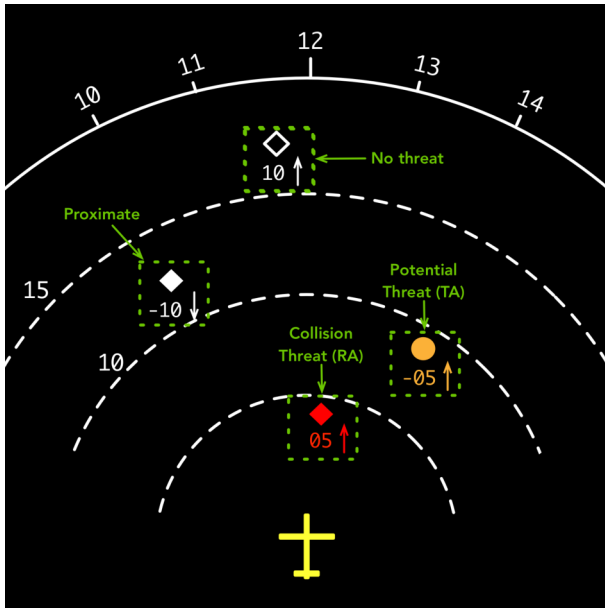 12
11
13
10
14
10
No threat
Proximate
Potential
Threat (TA)
15
-10
Collision
Threat (RA)
10
-05
05